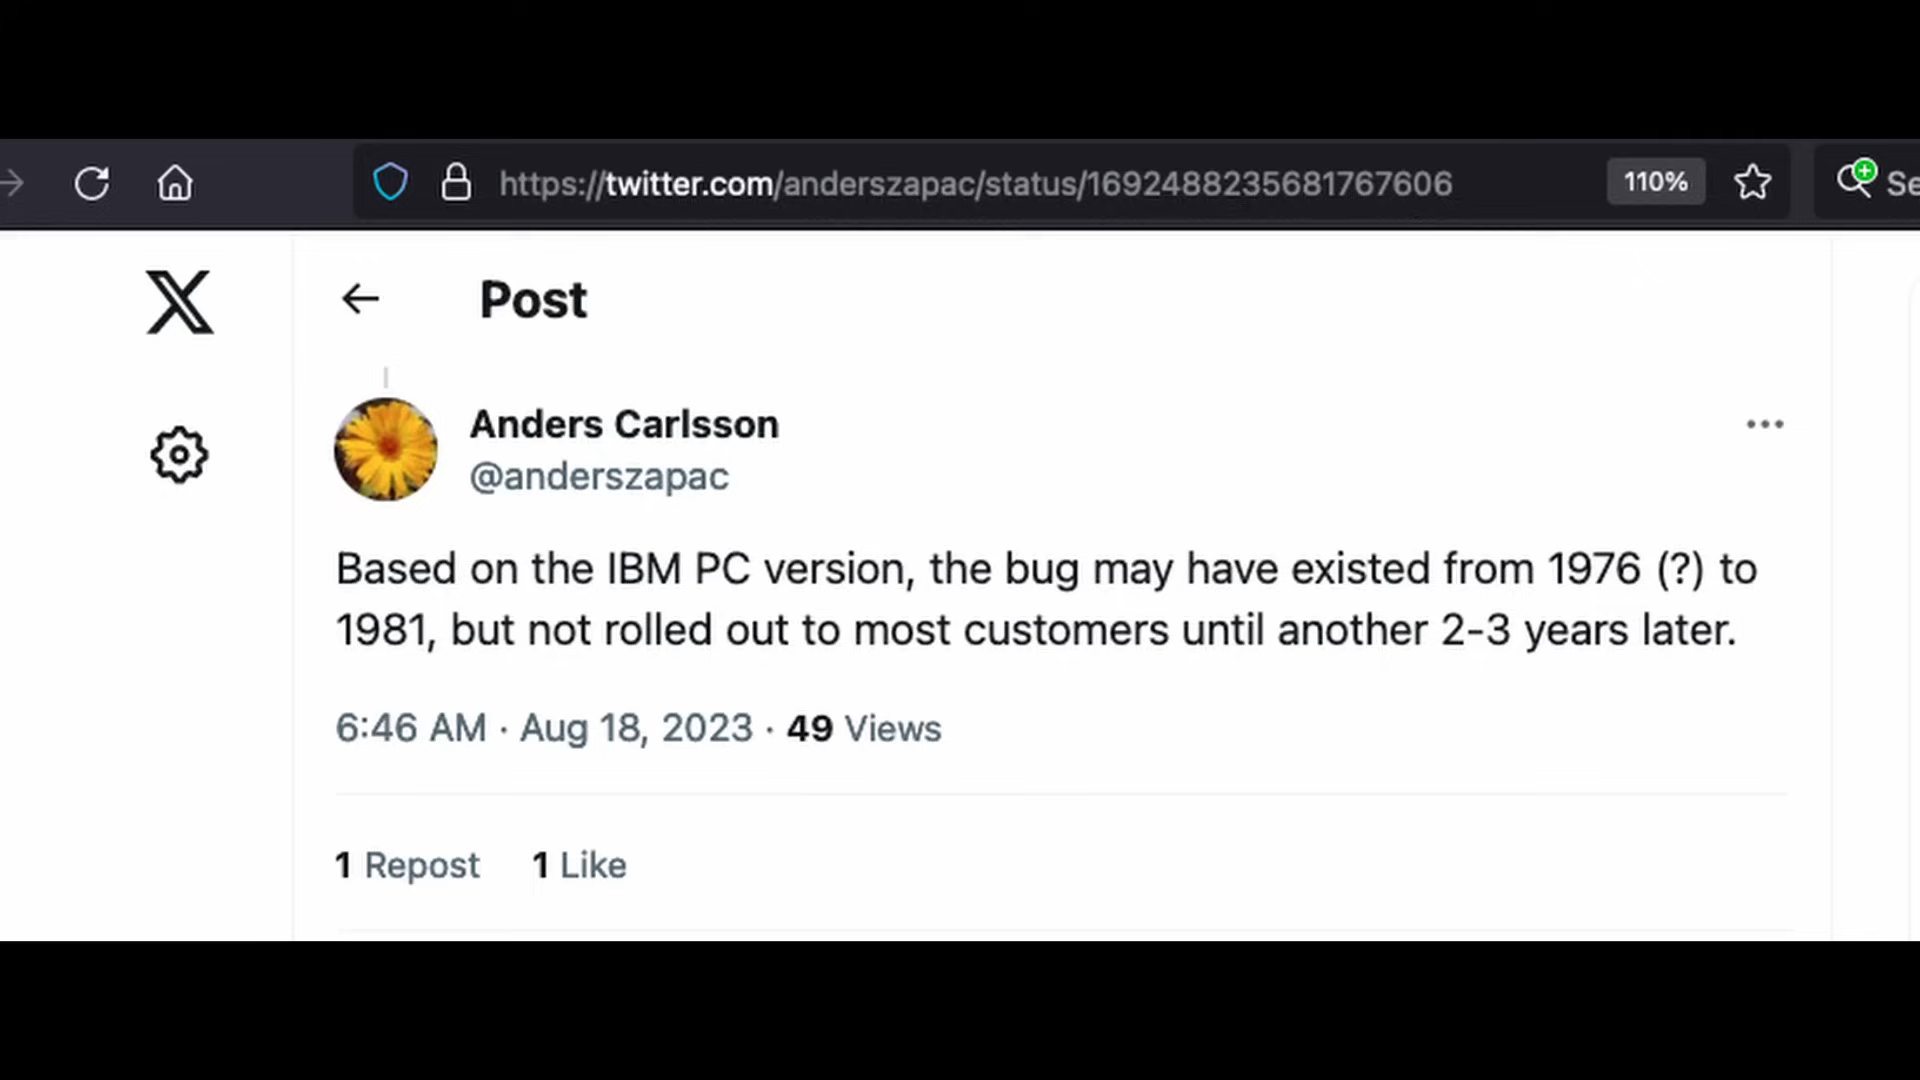 https://twitter.com/anderszapac/status/1692488235681767606
110%
Se
Post
Anders Carlsson
@anderszapac
Based on the IBM PC version, the bug may have existed from 1976 (?) to
1981, but not rolled out to most customers until another 2-3 years later.
6:46 AM · Aug 18, 2023 · 49 Views
1 Repost 1 Like